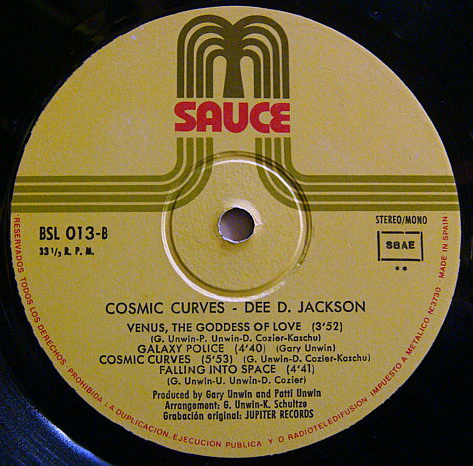 SAUCE
BSL 013-B
33 1/3 R. P. M.
STEREO/MONO
SGAE
COSMIC CURVES - DEE D. JACKSON
VENUS, THE GODDESS OF LOVE (3'52)
(G. Unwin-P. Unwin-D. Cozier-Kaschu)
GALAXY POLICE (4'40) (Gary Unwin)
COSMIC CURVES (5'53) (G. Unwin-D. Cozier-Kaschu)
FALLING INTO SPACE (4'41)
(G. Unwin-U. Unwin-D. Cozier)
Produced by Gary Unwin and Patti Unwin
Arrangement: G. Unwin-K. Schultze
Grabación original: JUPITER RECORDS
RESERVADOS TODOS LOS DERECHOS. PROHIBIDA LA DUPLICACION, EJECUCION PUBLICA Y O RADIOTELEDIFUSION IMPUESTO A METALICO Nº3730 MADE IN SPAIN